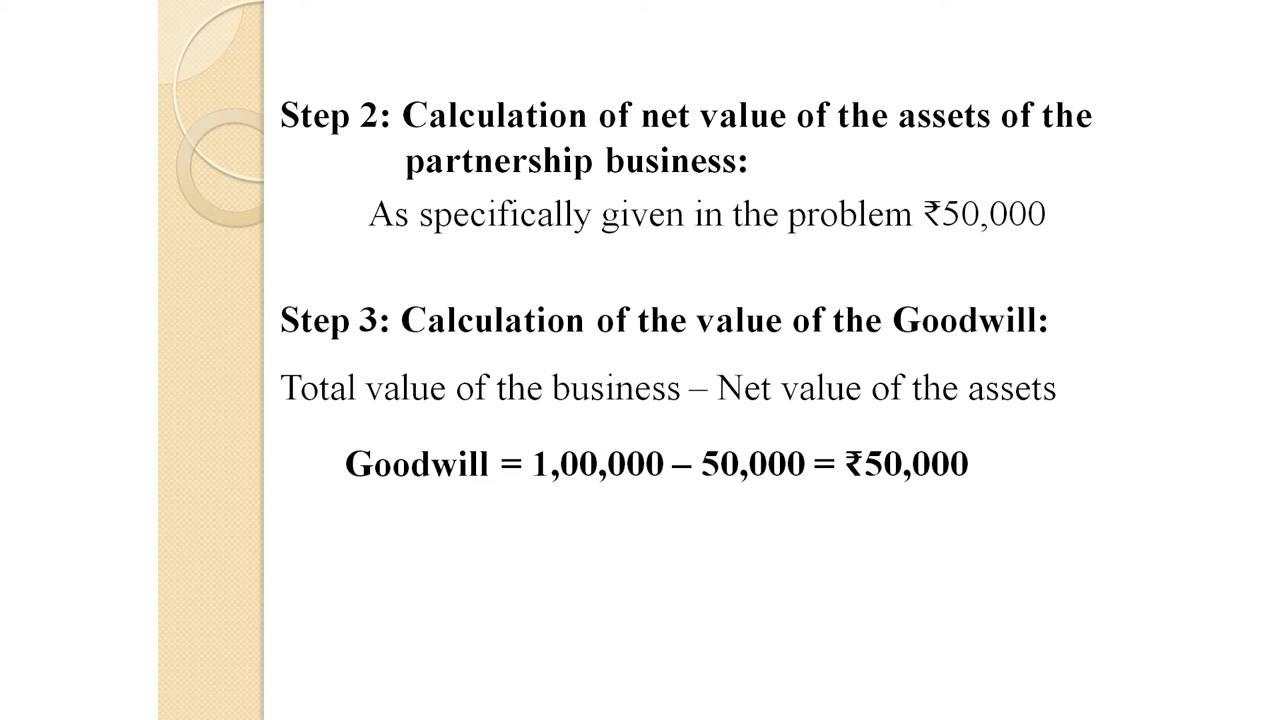 Step 2: Calculation of net value of the assets of the
partnership business:
As specifically given in the problem ₹50,000
Step 3: Calculation of the value of the Goodwill:
Total value of the business – Net value of the assets
Goodwill = 1,00,000 – 50,000 = ₹50,000